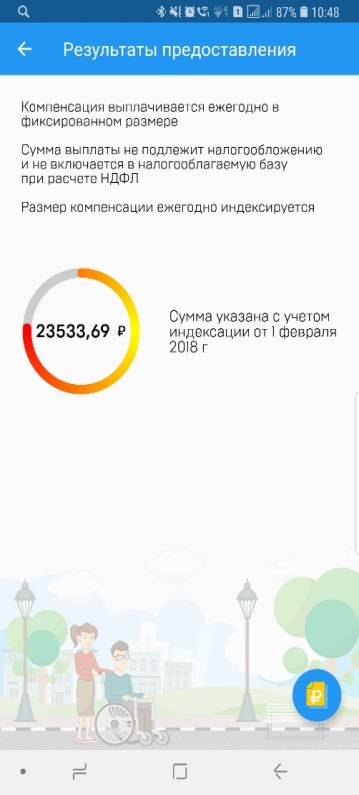 87% 10:48
Результаты предоставления
Компенсация выплачивается ежегодно в
фиксированном размере
Сумма выплаты не подлежит налогообложению
и не включается в налогооблагаемую базу
при расчете НДФЛ
Размер компенсации ежегодно индексируется
23533,69 ₽
Сумма указана с учетом
индексации от 1 февраля
2018 г
₽